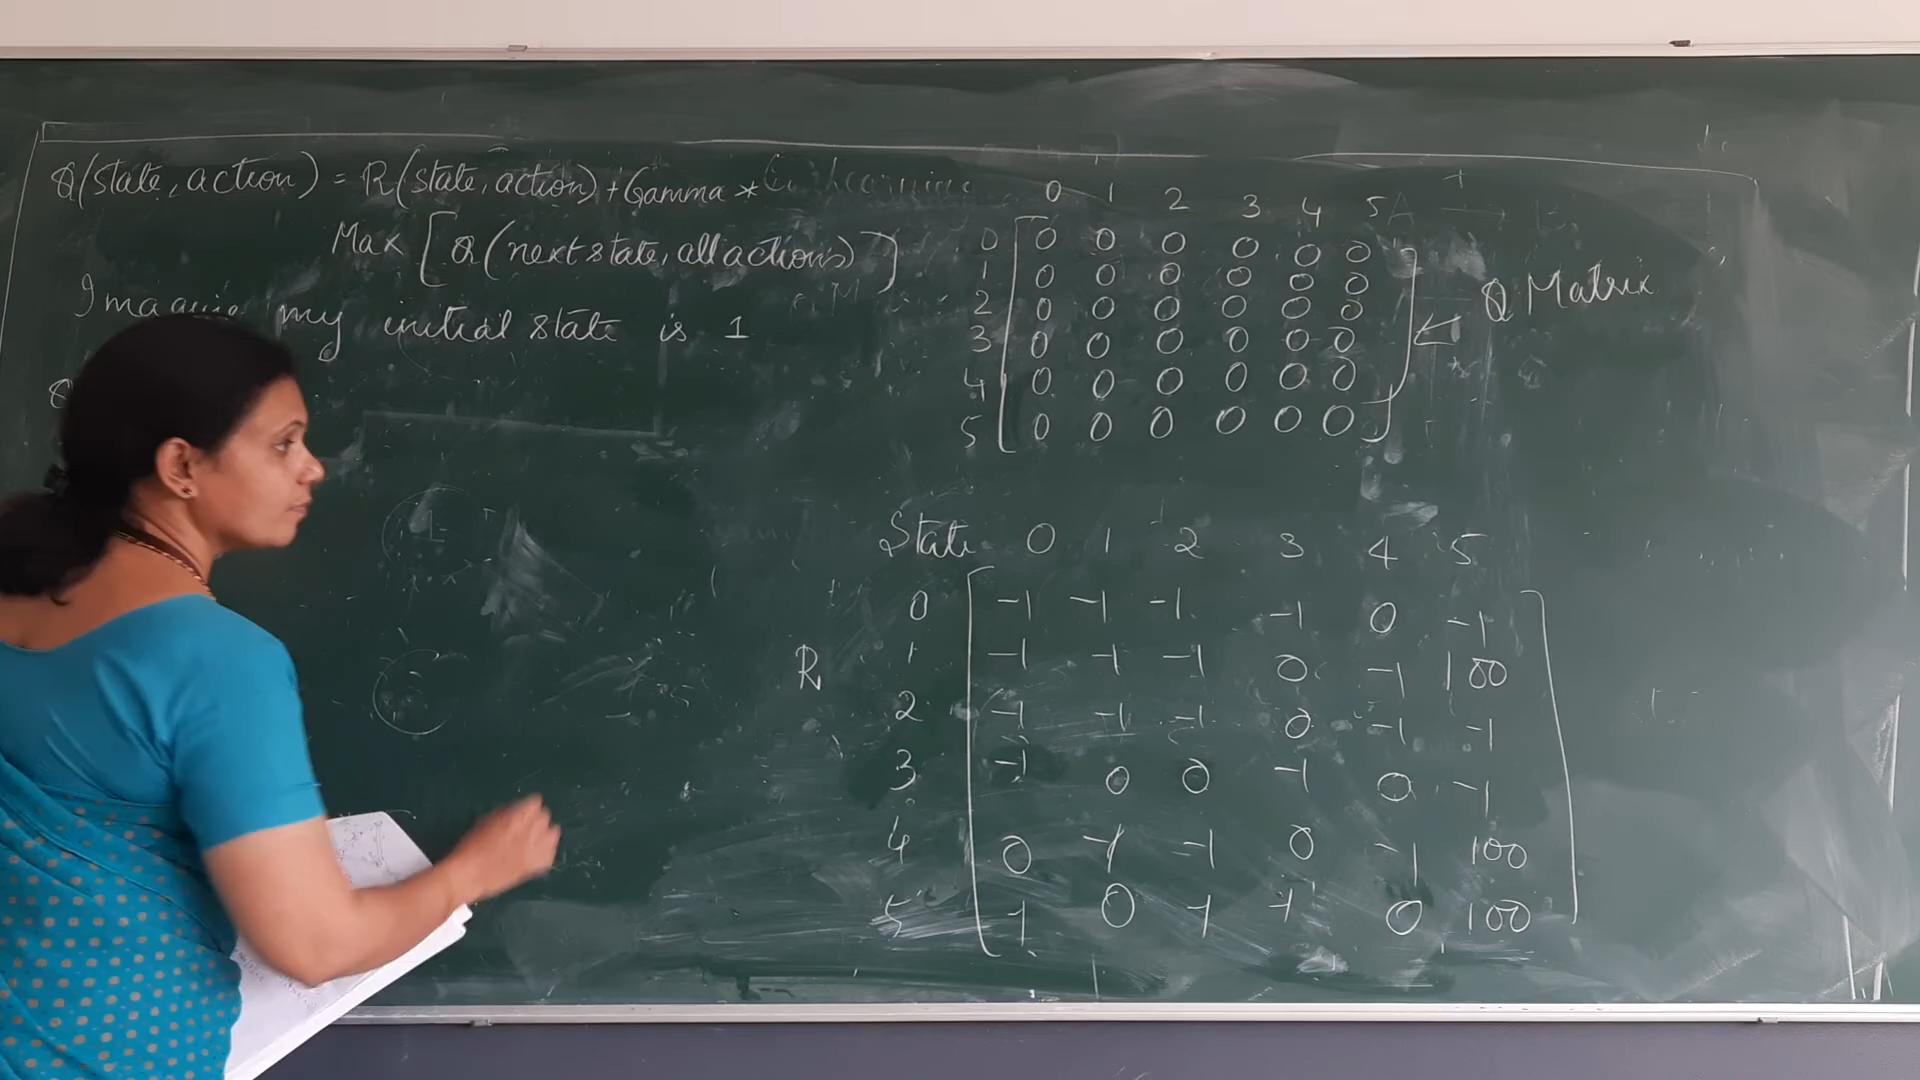 Q(state, action) = R(state, action) + Gamma *
Max [Q(next state, all actions)]
Imagine my initial state is 1
Q
0 1 2 3 4 5
0 0 0 0 0 0 0
1 0 0 0 0 0 0
2 0 0 0 0 0 0
3 0 0 0 0 0 0
4 0 0 0 0 0 0
5 0 0 0 0 0 0
Q Matrix
State 0 1 2 3 4 5
0 -1 -1 -1 -1 0 -1
1 -1 -1 -1 0 -1 100
R
2 -1 -1 -1 0 -1 -1
3 -1 0 0 -1 0 -1
4 0 -1 -1 0 -1 100
5 -1 0 -1 -1 0 100